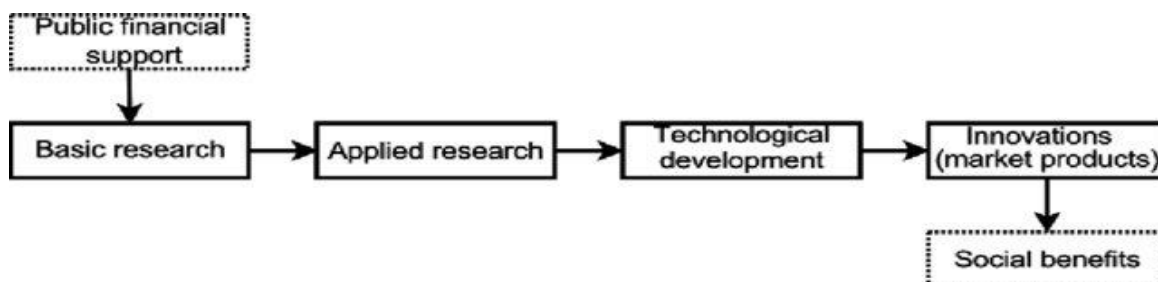 Public financial
support
Basic research
Applied research
Technological
development
Innovations
(market products)
Social benefits